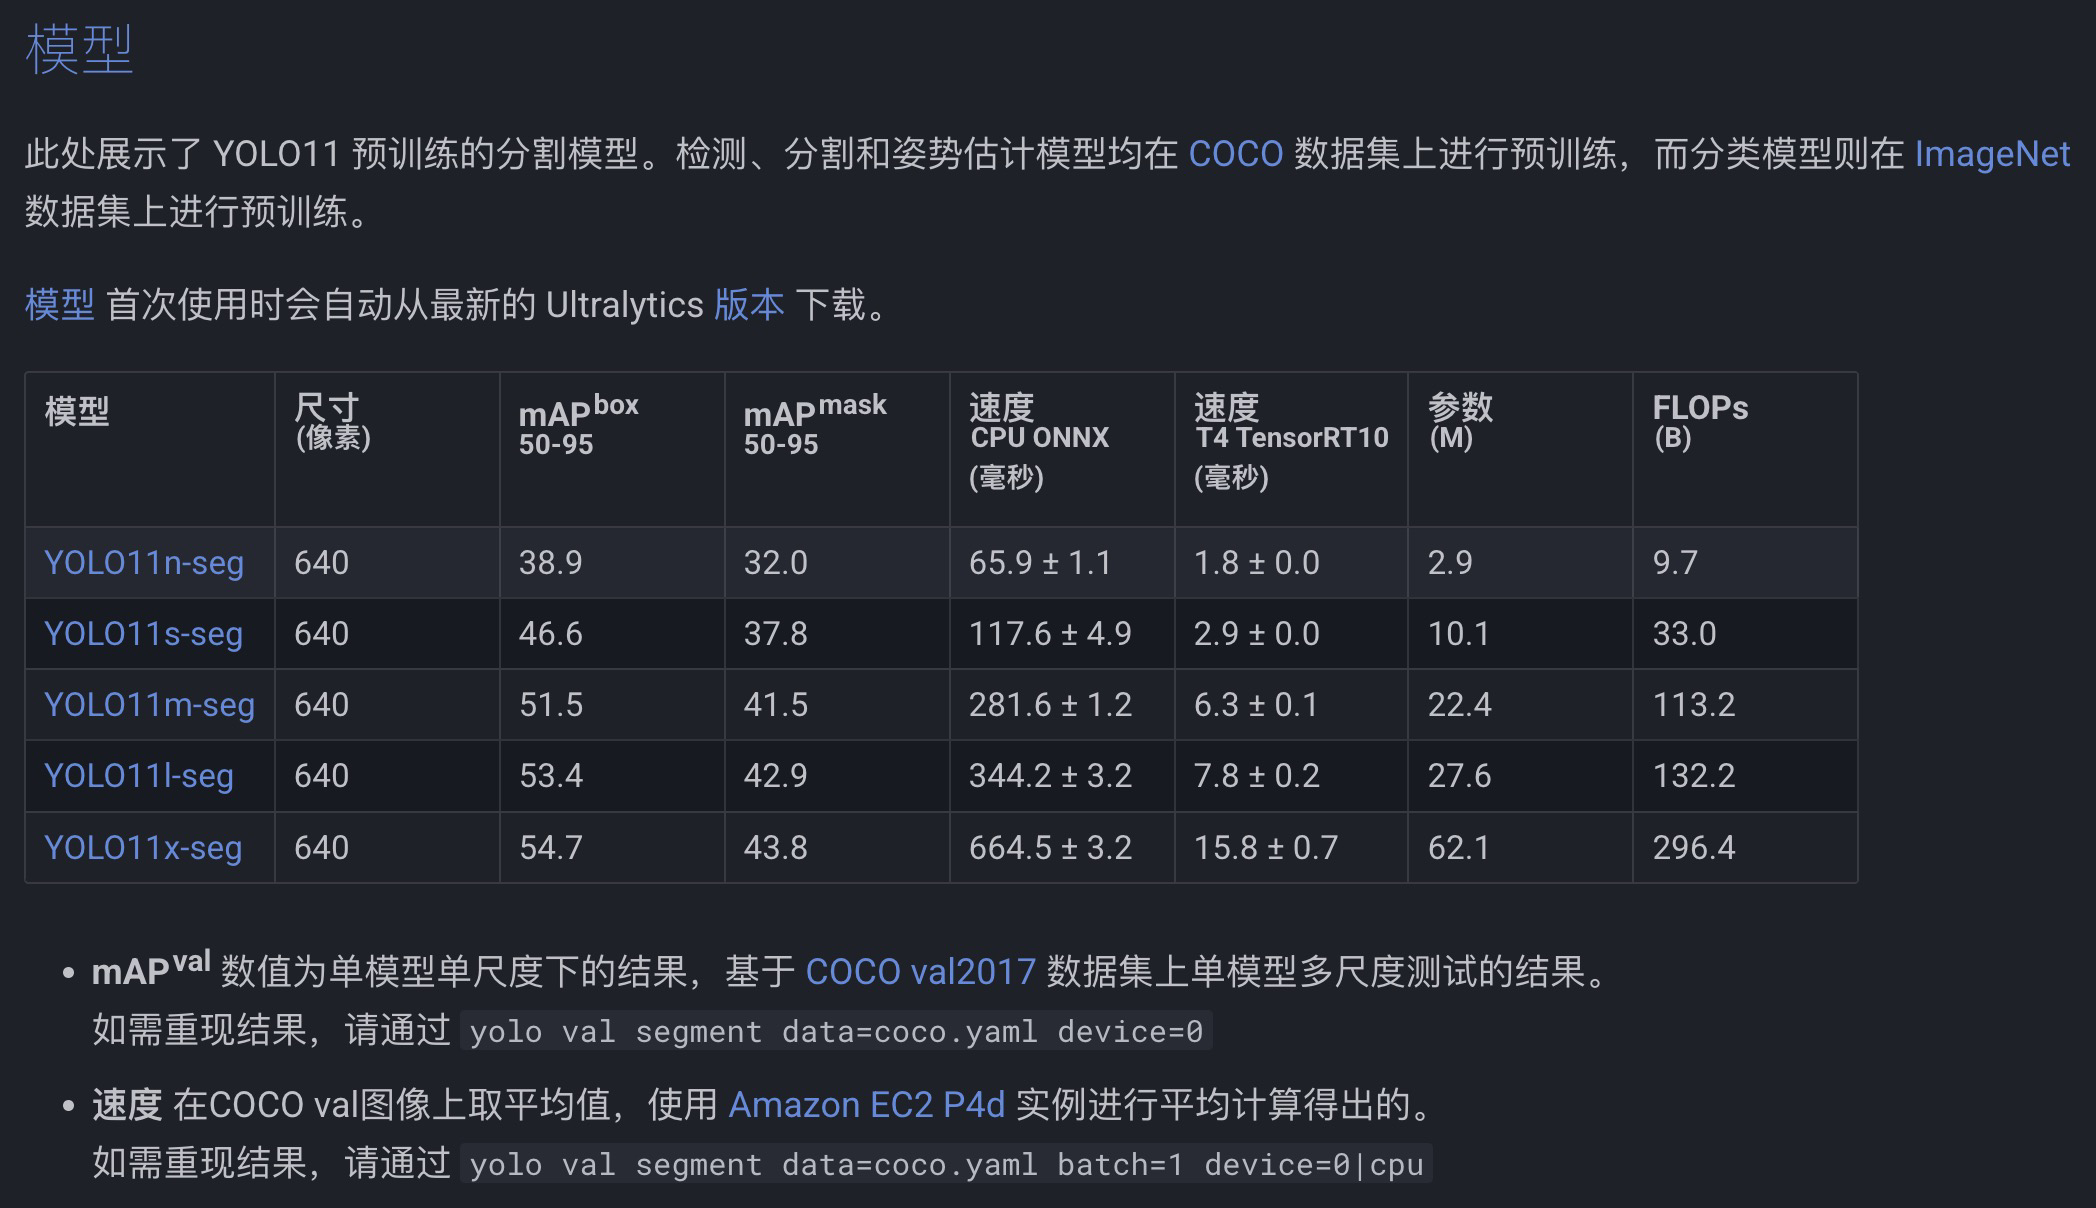 模型
此处展示了 YOLO11 预训练的分割模型。检测、分割和姿势估计模型均在 COCO 数据集上进行预训练，而分类模型则在 ImageNet
数据集上进行预训练。
模型 首次使用时会自动从最新的 Ultralytics 版本 下载。
模型 尺寸 (像素) mAPbox 50-95 mAPmask 50-95 速度 CPU ONNX (毫秒) 速度 T4 TensorRT10 (毫秒) 参数 (M) FLOPs (B)
YOLO11n-seg 640 38.9 32.0 65.9 ± 1.1 1.8 ± 0.0 2.9 9.7
YOLO11s-seg 640 46.6 37.8 117.6 ± 4.9 2.9 ± 0.0 10.1 33.0
YOLO11m-seg 640 51.5 41.5 281.6 ± 1.2 6.3 ± 0.1 22.4 113.2
YOLO11l-seg 640 53.4 42.9 344.2 ± 3.2 7.8 ± 0.2 27.6 132.2
YOLO11x-seg 640 54.7 43.8 664.5 ± 3.2 15.8 ± 0.7 62.1 296.4
• mAPval 数值为单模型单尺度下的结果，基于 COCO val2017 数据集上单模型多尺度测试的结果。
如需重现结果，请通过 yolo val segment data=coco.yaml device=0
• 速度 在COCO val图像上取平均值，使用 Amazon EC2 P4d 实例进行平均计算得出的。
如需重现结果，请通过 yolo val segment data=coco.yaml batch=1 device=0|cpu